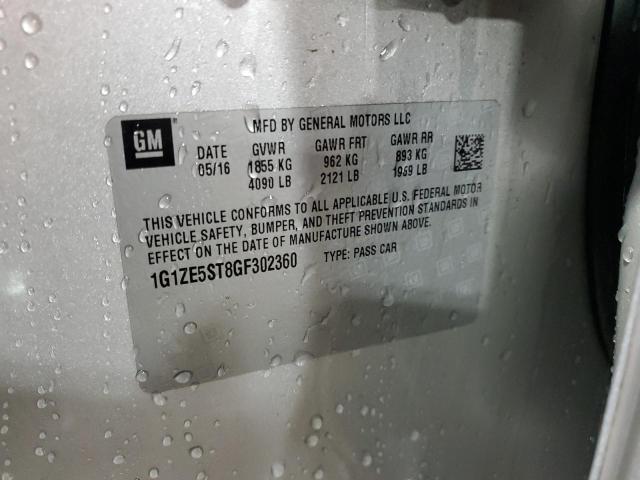 GM
MFD BY GENERAL MOTORS LLC
DATE GVWR GAWR FRT GAWR RR
05/16 1855 KG 962 KG 893 KG
4090 LB 2121 LB 1969 LB
THIS VEHICLE CONFORMS TO ALL APPLICABLE U.S. FEDERAL MOTOR
VEHICLE SAFETY, BUMPER, AND THEFT PREVENTION STANDARDS IN
EFFECT ON THE DATE OF MANUFACTURE SHOWN ABOVE.
1G1ZE5ST8GF302360 TYPE: PASS CAR